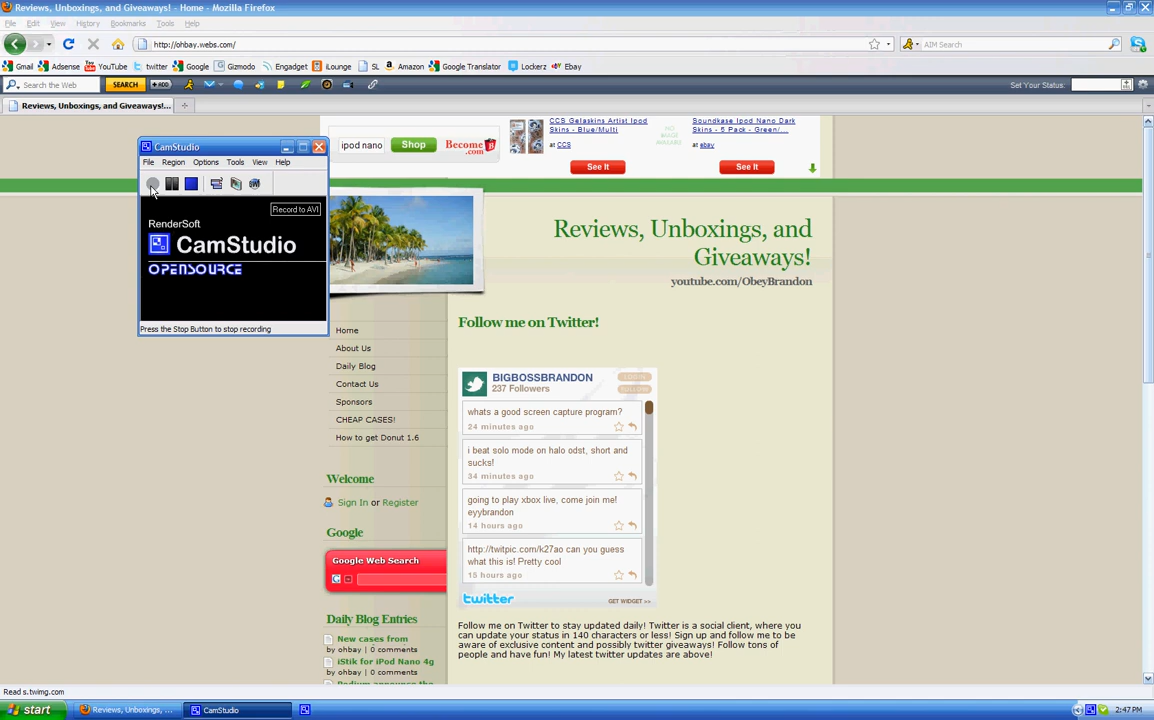 Reviews, Unboxings, and Giveaways! - Home - Mozilla Firefox
File Edit View History Bookmarks Tools Help
http://ohbay.webs.com/
AIM Search
Gmail Google Adsense YouTube twitter Google Gizmodo Engadget iLounge SL Amazon Google Translator Lockerz Ebay
Search the Web SEARCH +ADD Set Your Status:
Reviews, Unboxings, and Giveaways!...
ipod nano Shop Become.com
CCS Gelaskins Artist Ipod
Skins - Blue/Multi
at CCS
See It
Soundkase Ipod Nano Dark
Skins - 5 Pack - Green/...
at ebay
See It
CamStudio
File Region Options Tools View Help
Record to AVI
RenderSoft
CamStudio
OPENSOURCE
Press the Stop Button to stop recording
Reviews, Unboxings, and
Giveaways!
youtube.com/ObeyBrandon
Home
About Us
Daily Blog
Contact Us
Sponsors
CHEAP CASES!
How to get Donut 1.6
Welcome
Sign In or Register
Google
Google Web Search
Daily Blog Entries
New cases from
by ohbay | 0 comments
iStik for iPod Nano 4g
by ohbay | 0 comments
Follow me on Twitter!
BIGBOSSBRANDON
237 Followers
whats a good screen capture program?
24 minutes ago
i beat solo mode on halo odst, short and
sucks!
34 minutes ago
going to play xbox live, come join me!
eyybrandon
14 hours ago
http://twitpic.com/k27ao can you guess
what this is! Pretty cool
15 hours ago
twitter GET WIDGET >>
Follow me on Twitter to stay updated daily! Twitter is a social client, where you
can update your status in 140 characters or less! Sign up and follow me to be
aware of exclusive content and possibly twitter giveaways! Follow tons of
people and have fun! My latest twitter updates are above!
Read s.twimg.com
start Reviews, Unboxings, ... CamStudio 2:47 PM